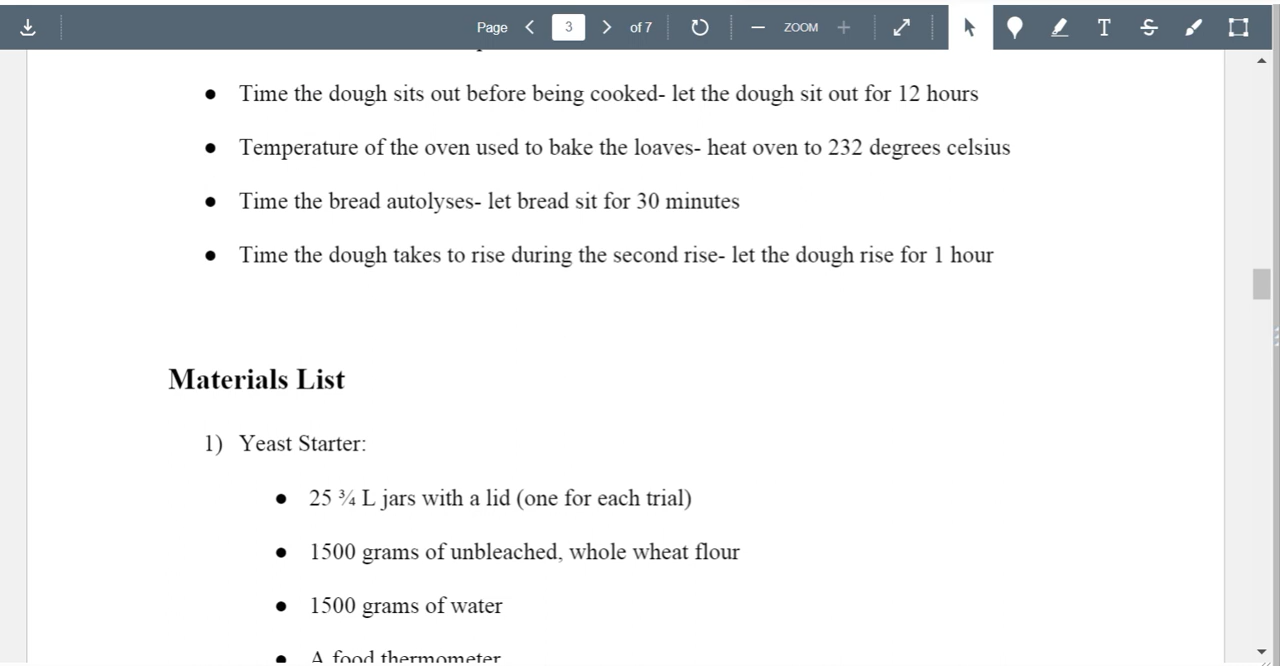 Page 3 of 7 ZOOM T S
● Time the dough sits out before being cooked- let the dough sit out for 12 hours
● Temperature of the oven used to bake the loaves- heat oven to 232 degrees celsius
● Time the bread autolyses- let bread sit for 30 minutes
● Time the dough takes to rise during the second rise- let the dough rise for 1 hour
Materials List
1) Yeast Starter:
● 25 ¾ L jars with a lid (one for each trial)
● 1500 grams of unbleached, whole wheat flour
● 1500 grams of water
● A food thermometer